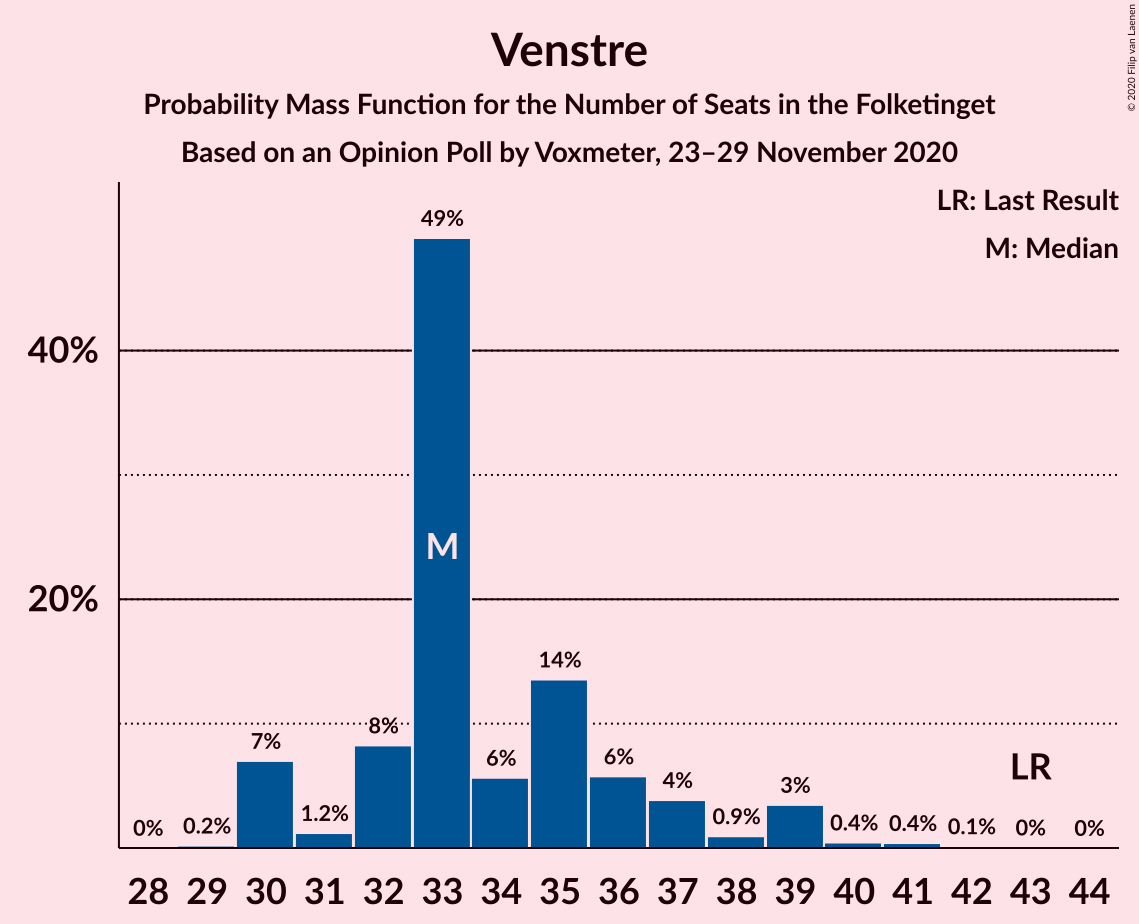 Venstre
Probability Mass Function for the Number of Seats in the Folketinget
Based on an Opinion Poll by Voxmeter, 23–29 November 2020
© 2020 Filip van Laenen
LR: Last Result
M: Median
49%
40%
M
20%
14%
8%
7%
6%
6%
LR
4%
3%
1.2%
0.9%
0%
0.2%
0.4%
0.4%
0.1%
0%
0%
28 29 30 31 32 33 34 35 36 37 38 39 40 41 42 43 44